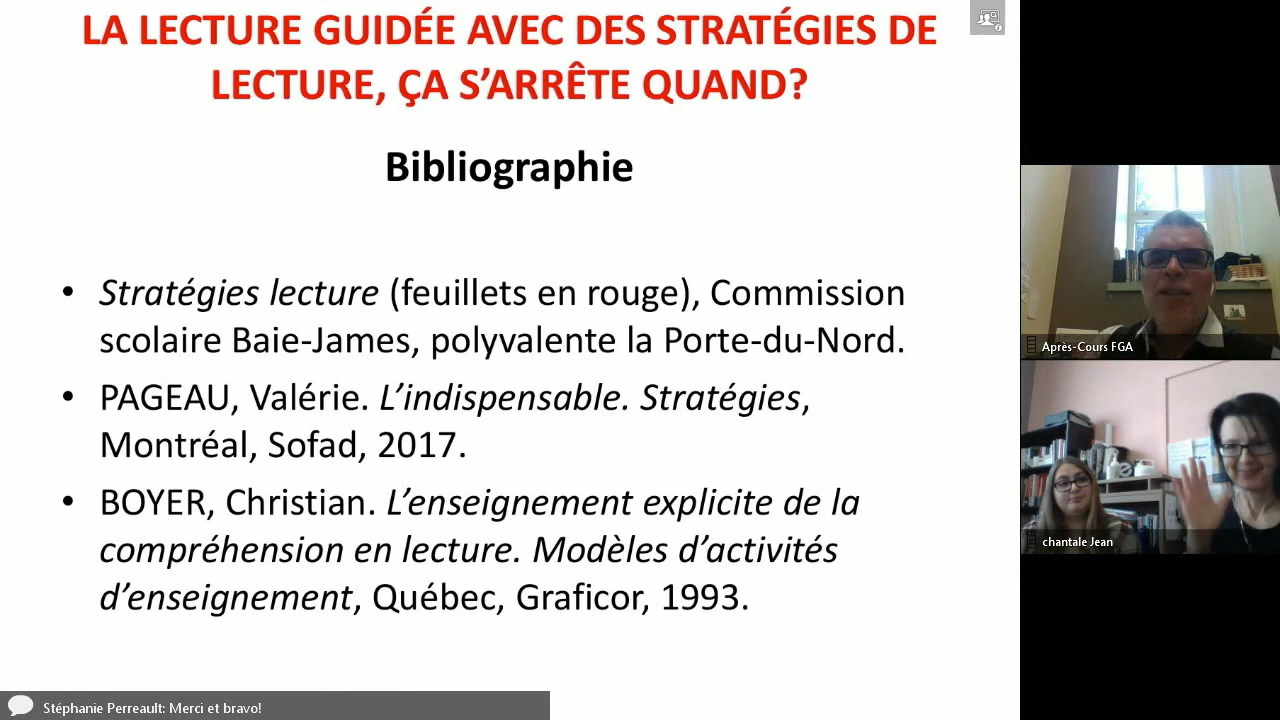 LA LECTURE GUIDÉE AVEC DES STRATÉGIES DE
LECTURE, ÇA S’ARRÊTE QUAND?
Bibliographie
• Stratégies lecture (feuillets en rouge), Commission
scolaire Baie-James, polyvalente la Porte-du-Nord.
• PAGEAU, Valérie. L’indispensable. Stratégies,
Montréal, Sofad, 2017.
• BOYER, Christian. L’enseignement explicite de la
compréhension en lecture. Modèles d’activités
d’enseignement, Québec, Graficor, 1993.
Après-Cours FGA
chantale Jean
Stéphanie Perreault: Merci et bravo!